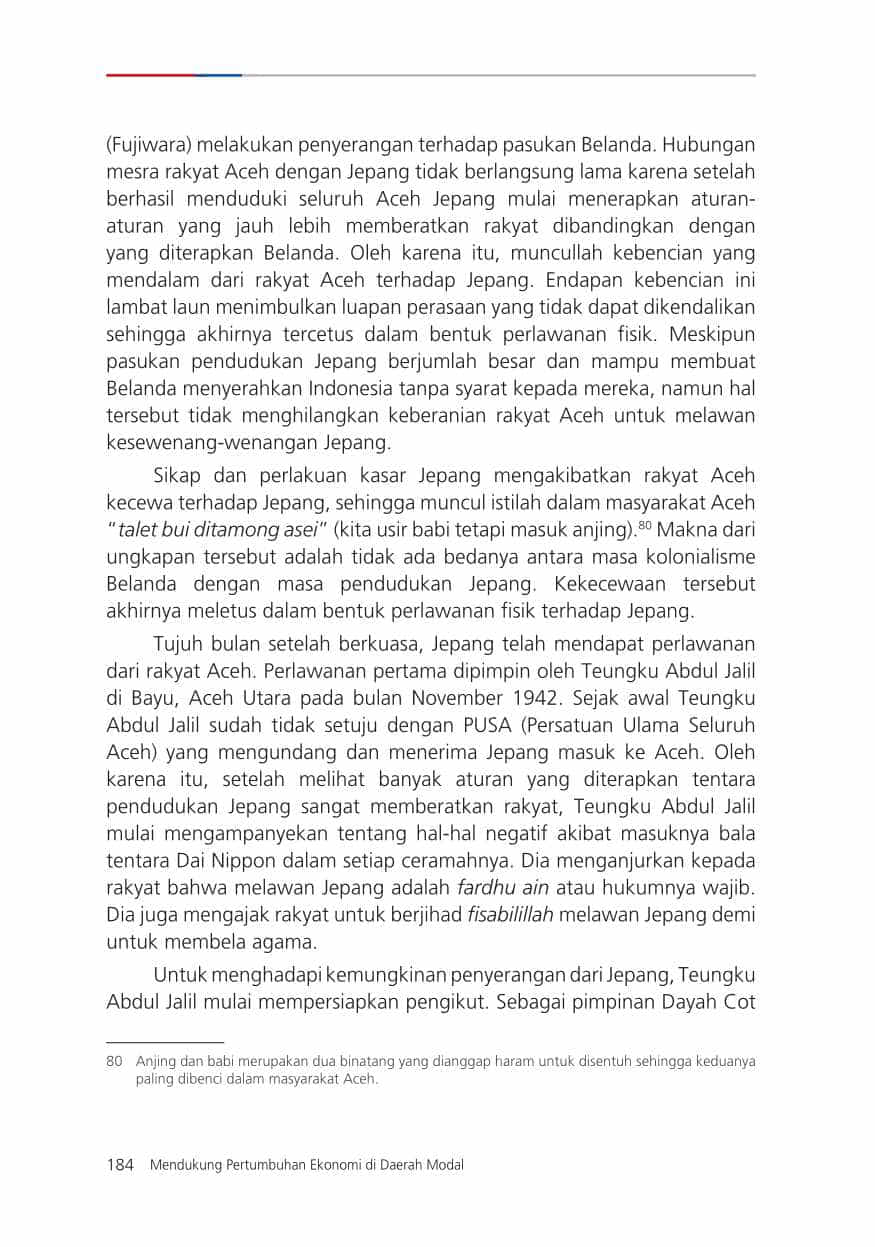 (Fujiwara) melakukan penyerangan terhadap pasukan Belanda. Hubungan
mesra rakyat Aceh dengan Jepang tidak berlangsung lama karena setelah
berhasil menduduki seluruh Aceh Jepang mulai menerapkan aturan-
aturan yang jauh lebih memberatkan rakyat dibandingkan dengan
yang diterapkan Belanda. Oleh karena itu, muncullah kebencian yang
mendalam dari rakyat Aceh terhadap Jepang. Endapan kebencian ini
lambat laun menimbulkan luapan perasaan yang tidak dapat dikendalikan
sehingga akhirnya tercetus dalam bentuk perlawanan fisik. Meskipun
pasukan pendudukan Jepang berjumlah besar dan mampu membuat
Belanda menyerahkan Indonesia tanpa syarat kepada mereka, namun hal
tersebut tidak menghilangkan keberanian rakyat Aceh untuk melawan
kesewenang-wenangan Jepang.
Sikap dan perlakuan kasar Jepang mengakibatkan rakyat Aceh
kecewa terhadap Jepang, sehingga muncul istilah dalam masyarakat Aceh
"talet bui ditamong asei" (kita usir babi tetapi masuk anjing).80 Makna dari
ungkapan tersebut adalah tidak ada bedanya antara masa kolonialisme
Belanda dengan masa pendudukan Jepang. Kekecewaan tersebut
akhirnya meletus dalam bentuk perlawanan fisik terhadap Jepang.
Tujuh bulan setelah berkuasa, Jepang telah mendapat perlawanan
dari rakyat Aceh. Perlawanan pertama dipimpin oleh Teungku Abdul Jalil
di Bayu, Aceh Utara pada bulan November 1942. Sejak awal Teungku
Abdul Jalil sudah tidak setuju dengan PUSA (Persatuan Ulama Seluruh
Aceh) yang mengundang dan menerima Jepang masuk ke Aceh. Oleh
karena itu, setelah melihat banyak aturan yang diterapkan tentara
pendudukan Jepang sangat memberatkan rakyat, Teungku Abdul Jalil
mulai mengampanyekan tentang hal-hal negatif akibat masuknya bala
tentara Dai Nippon dalam setiap ceramahnya. Dia menganjurkan kepada
rakyat bahwa melawan Jepang adalah fardhu ain atau hukumnya wajib.
Dia juga mengajak rakyat untuk berjihad fisabilillah melawan Jepang demi
untuk membela agama.
Untuk menghadapi kemungkinan penyerangan dari Jepang, Teungku
Abdul Jalil mulai mempersiapkan pengikut. Sebagai pimpinan Dayah Cot
80 Anjing dan babi merupakan dua binatang yang dianggap haram untuk disentuh sehingga keduanya
paling dibenci dalam masyarakat Aceh.
184 Mendukung Pertumbuhan Ekonomi di Daerah Modal